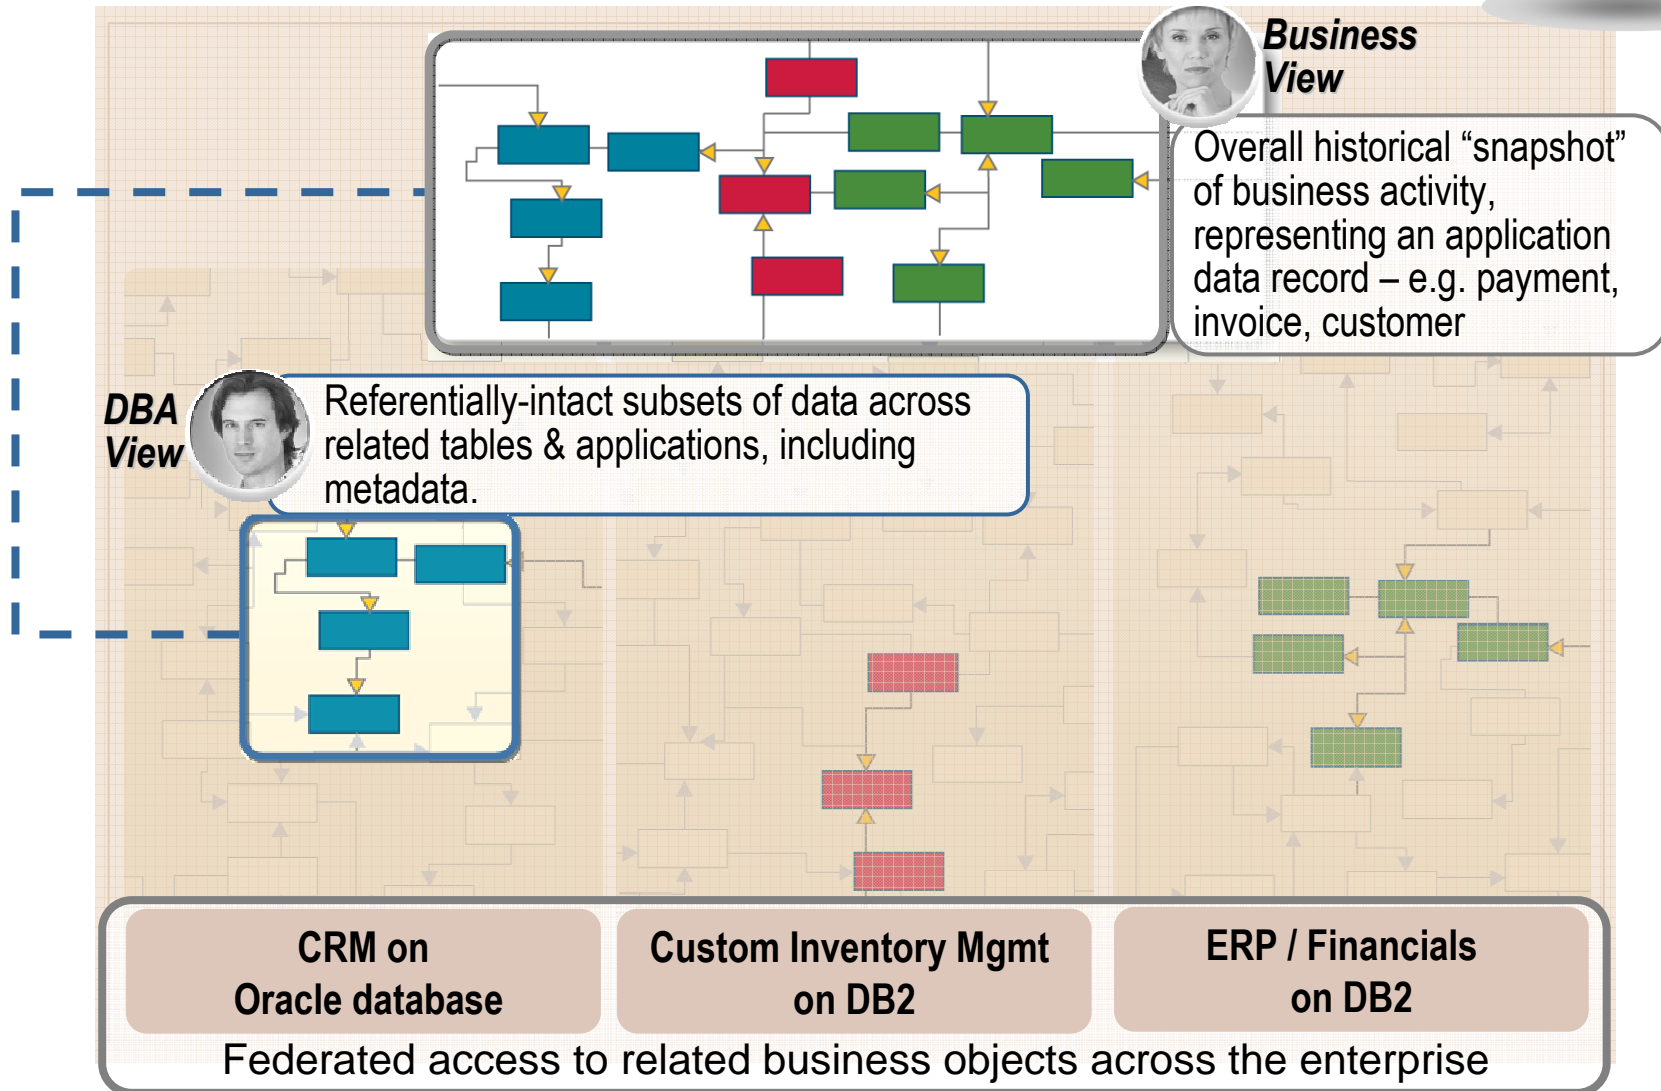 Business
View
Overall historical “snapshot”
of business activity,
representing an application
data record – e.g. payment,
invoice, customer
DBA
View
Referentially-intact subsets of data across
related tables & applications, including
metadata.
CRM on
Oracle database
Custom Inventory Mgmt
on DB2
ERP / Financials
on DB2
Federated access to related business objects across the enterprise